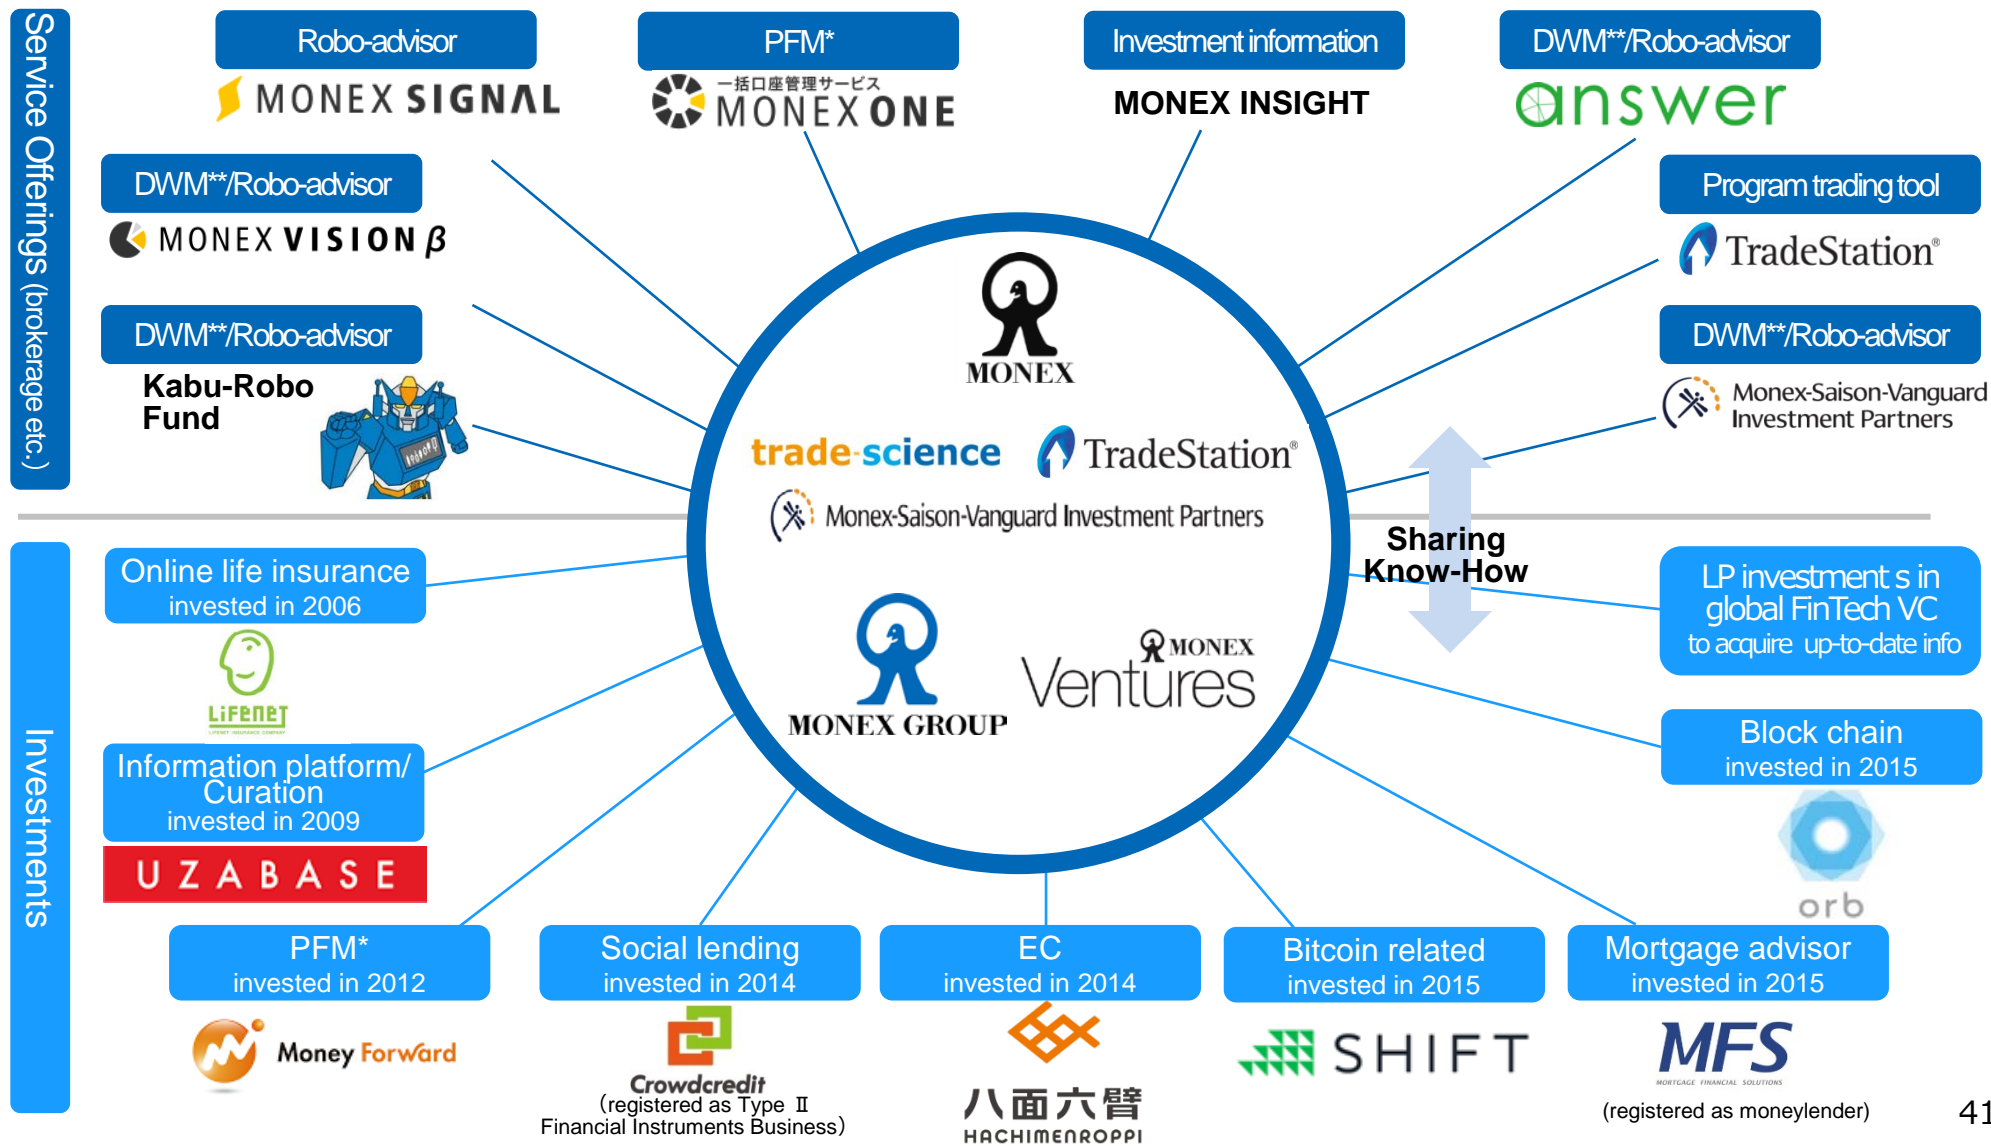 Service Offerings (brokerage etc.)
Robo-advisor
MONEX SIGNAL
PFM*
一括口座管理サービス
MONEX ONE
Investment information
MONEX INSIGHT
DWM**/Robo-advisor
answer
DWM**/Robo-advisor
MONEX VISION β
Program trading tool
TradeStation®
DWM**/Robo-advisor
Kabu-Robo
Fund
DWM**/Robo-advisor
Monex-Saison-Vanguard
Investment Partners
MONEX
trade-science
TradeStation®
Monex-Saison-Vanguard Investment Partners
Sharing
Know-How
MONEX GROUP
MONEX
Ventures
Investments
Online life insurance
invested in 2006
LIFENET
LIFENET INSURANCE COMPANY
Information platform/
Curation
invested in 2009
UZABASE
LP investment s in
global FinTech VC
to acquire up-to-date info
Block chain
invested in 2015
orb
PFM*
invested in 2012
Money Forward
Social lending
invested in 2014
Crowdcredit
(registered as Type Ⅱ
Financial Instruments Business)
EC
invested in 2014
八面六臂
HACHIMENROPPI
Bitcoin related
invested in 2015
SHIFT
Mortgage advisor
invested in 2015
MFS
MORTGAGE FINANCIAL SOLUTIONS
(registered as moneylender)
41